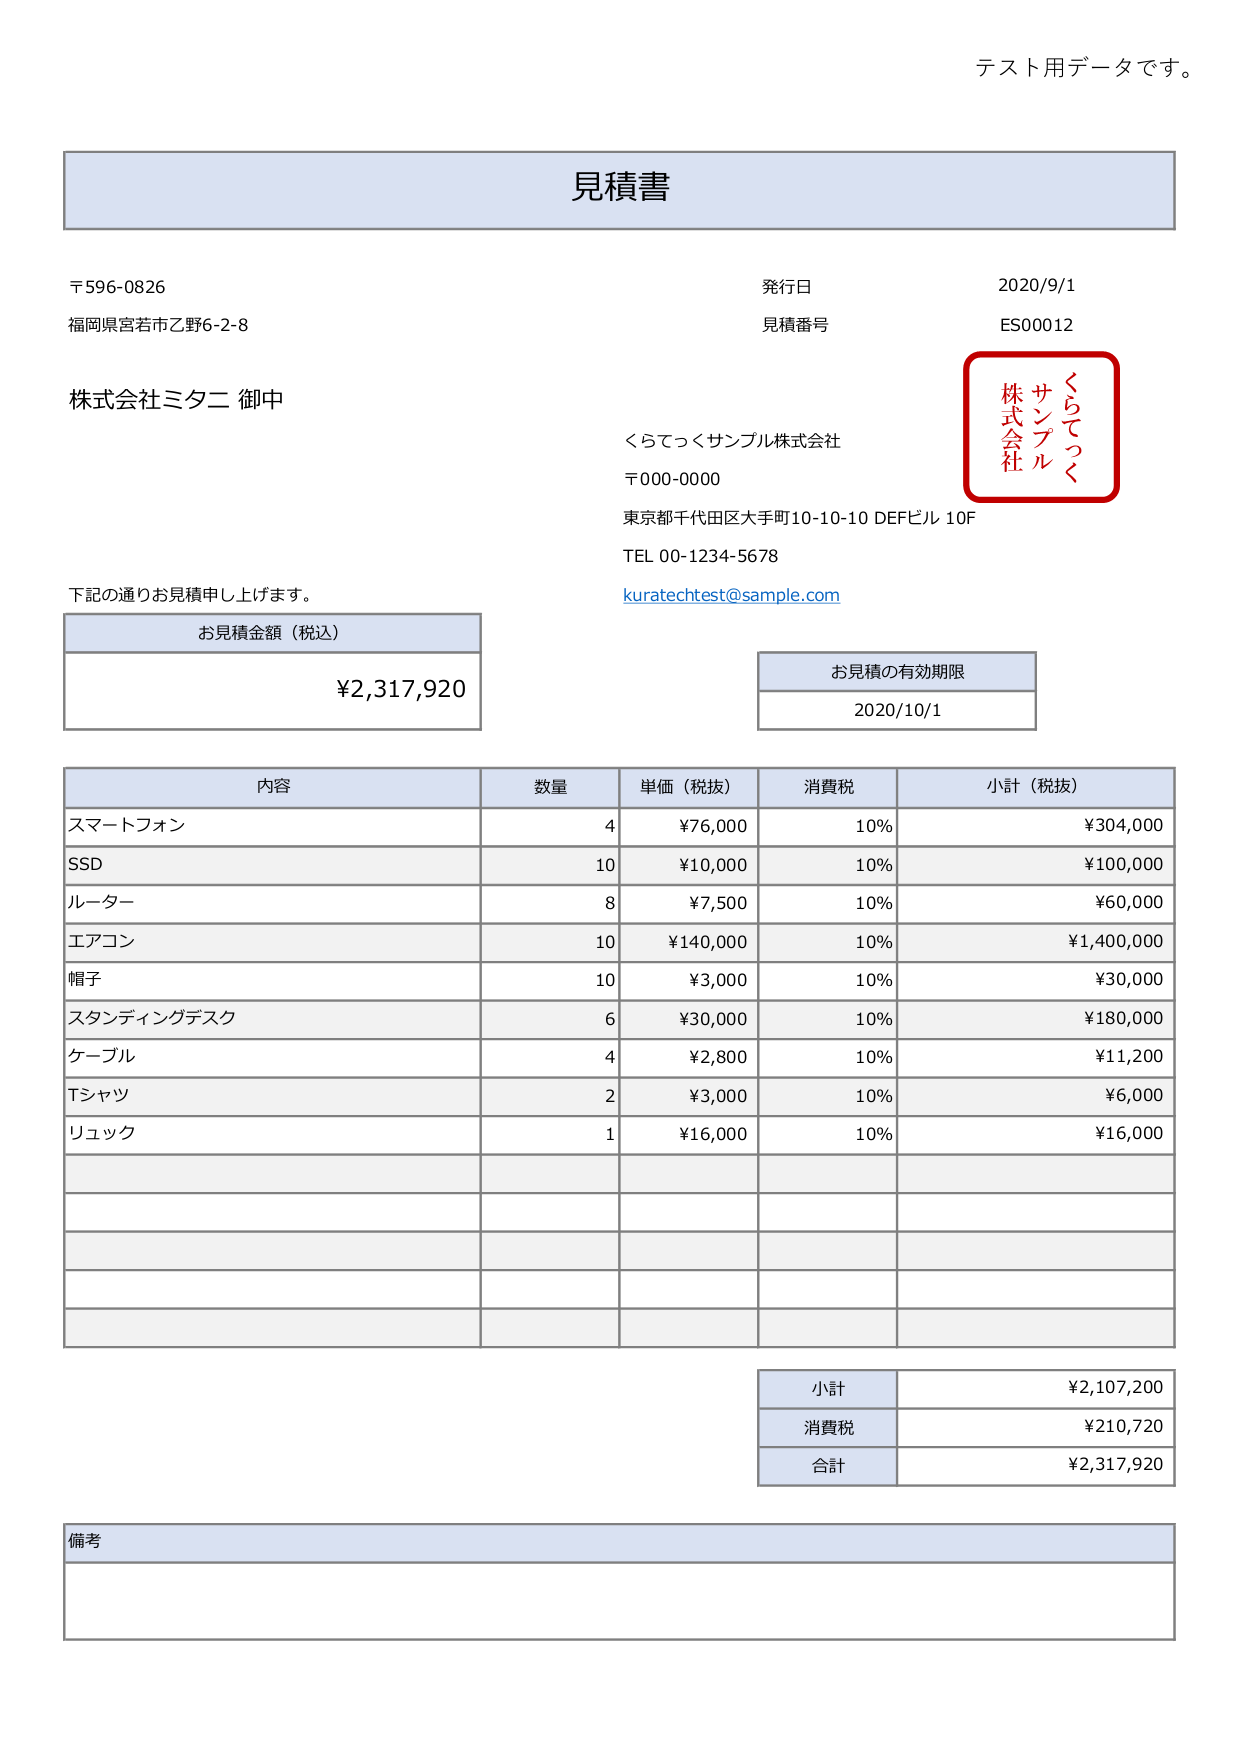 テスト用データです。
見積書
〒596-0826
発行日 2020/9/1
福岡県宮若市乙野6-2-8
見積番号 ES00012
株式会社ミタニ 御中
くらてっく
サンプル
株式会社
くらてっくサンプル株式会社
〒000-0000
東京都千代田区大手町10-10-10 DEFビル 10F
TEL 00-1234-5678
下記の通りお見積申し上げます。
kuratechtest@sample.com
お見積金額（税込）
¥2,317,920
お見積の有効期限
2020/10/1
内容 数量 単価（税抜） 消費税 小計（税抜）
スマートフォン 4 ¥76,000 10% ¥304,000
SSD 10 ¥10,000 10% ¥100,000
ルーター 8 ¥7,500 10% ¥60,000
エアコン 10 ¥140,000 10% ¥1,400,000
帽子 10 ¥3,000 10% ¥30,000
スタンディングデスク 6 ¥30,000 10% ¥180,000
ケーブル 4 ¥2,800 10% ¥11,200
Tシャツ 2 ¥3,000 10% ¥6,000
リュック 1 ¥16,000 10% ¥16,000
小計 ¥2,107,200
消費税 ¥210,720
合計 ¥2,317,920
備考